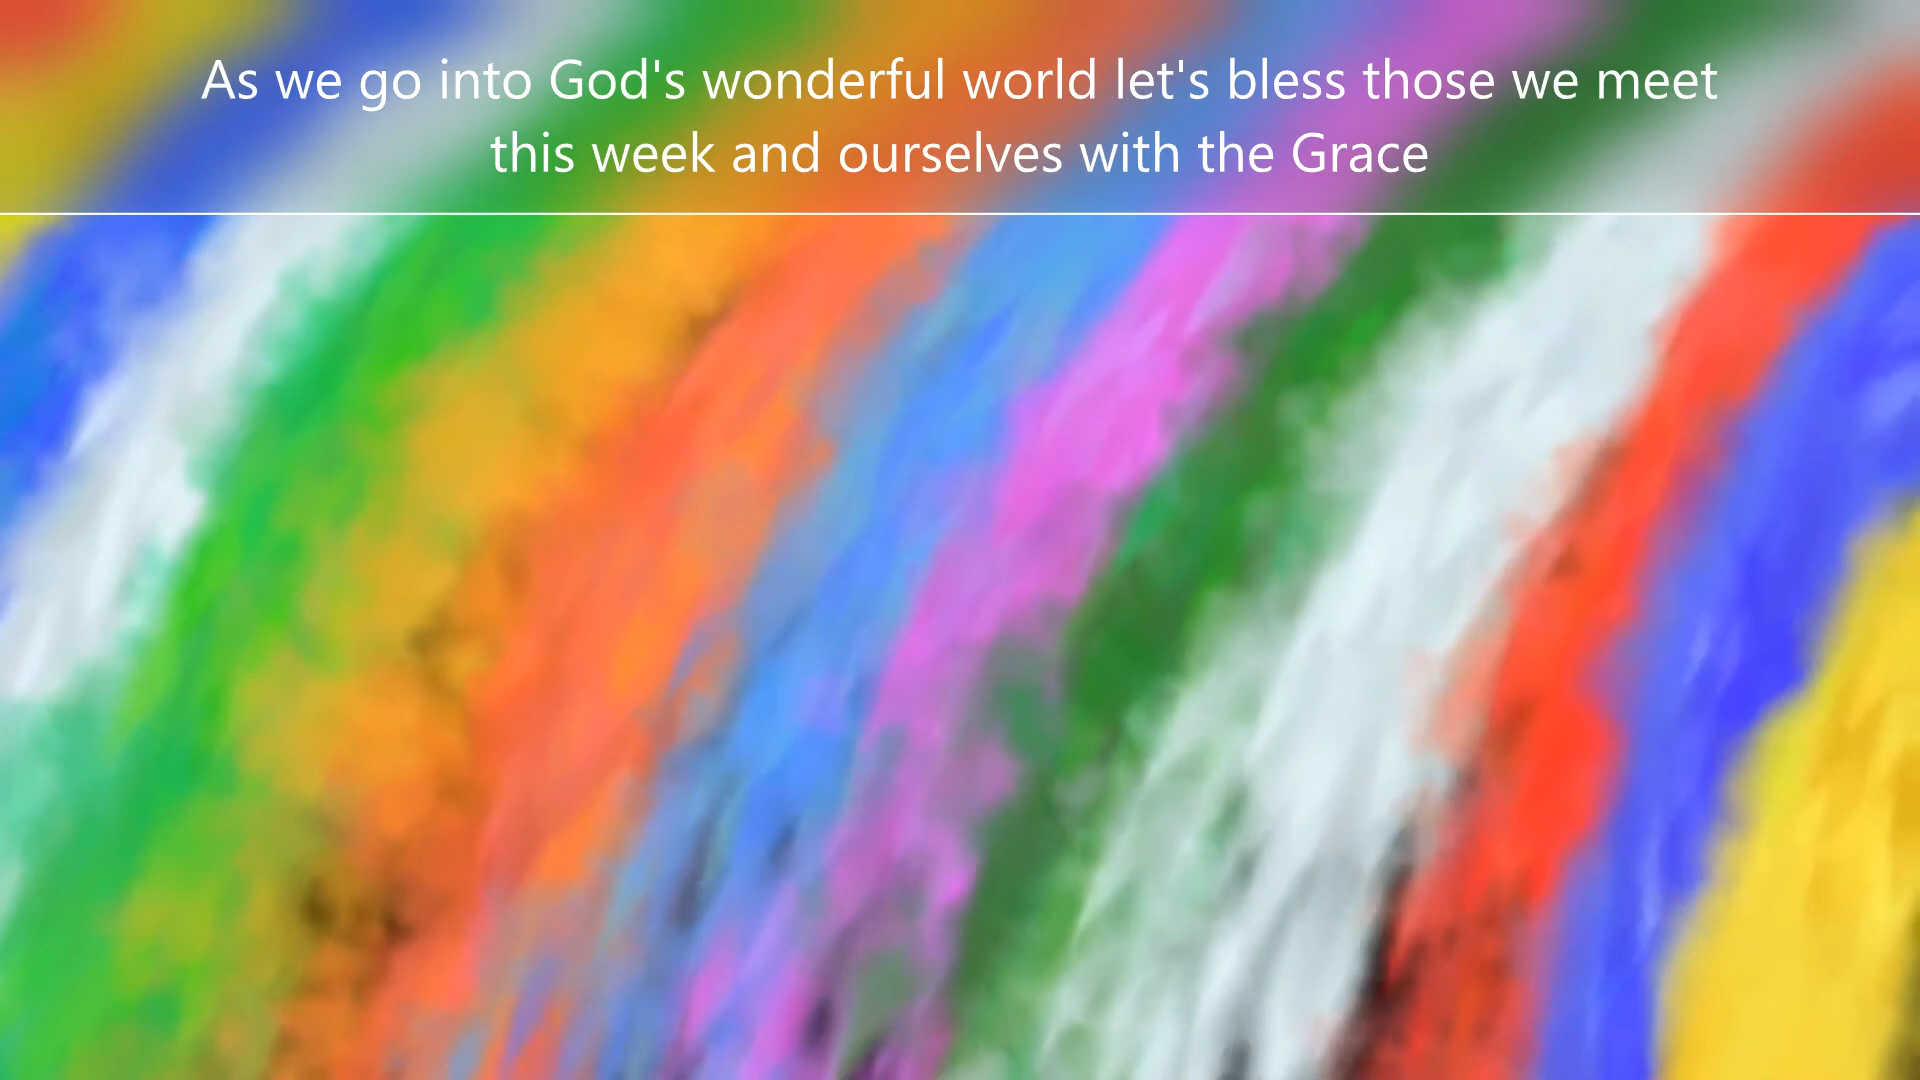 As we go into God's wonderful world let's bless those we meet
this week and ourselves with the Grace